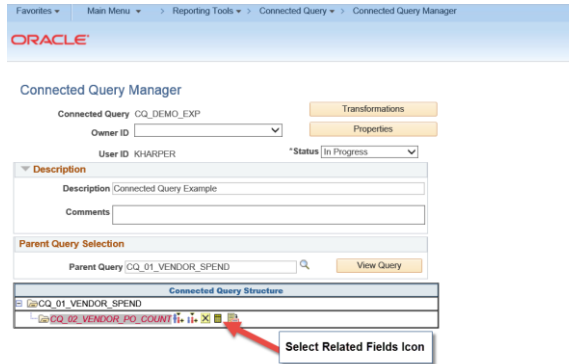 Favorites Main Menu > Reporting Tools > Connected Query > Connected Query Manager
ORACLE
Connected Query Manager
Connected Query CQ_DEMO_EXP
Transformations
Owner ID
Properties
User ID KHARPER
*Status In Progress
Description
Description Connected Query Example
Comments
Parent Query Selection
Parent Query CQ_01_VENDOR_SPEND
View Query
Connected Query Structure
CQ_01_VENDOR_SPEND
CQ_02_VENDOR_PO_COUNT
Select Related Fields Icon